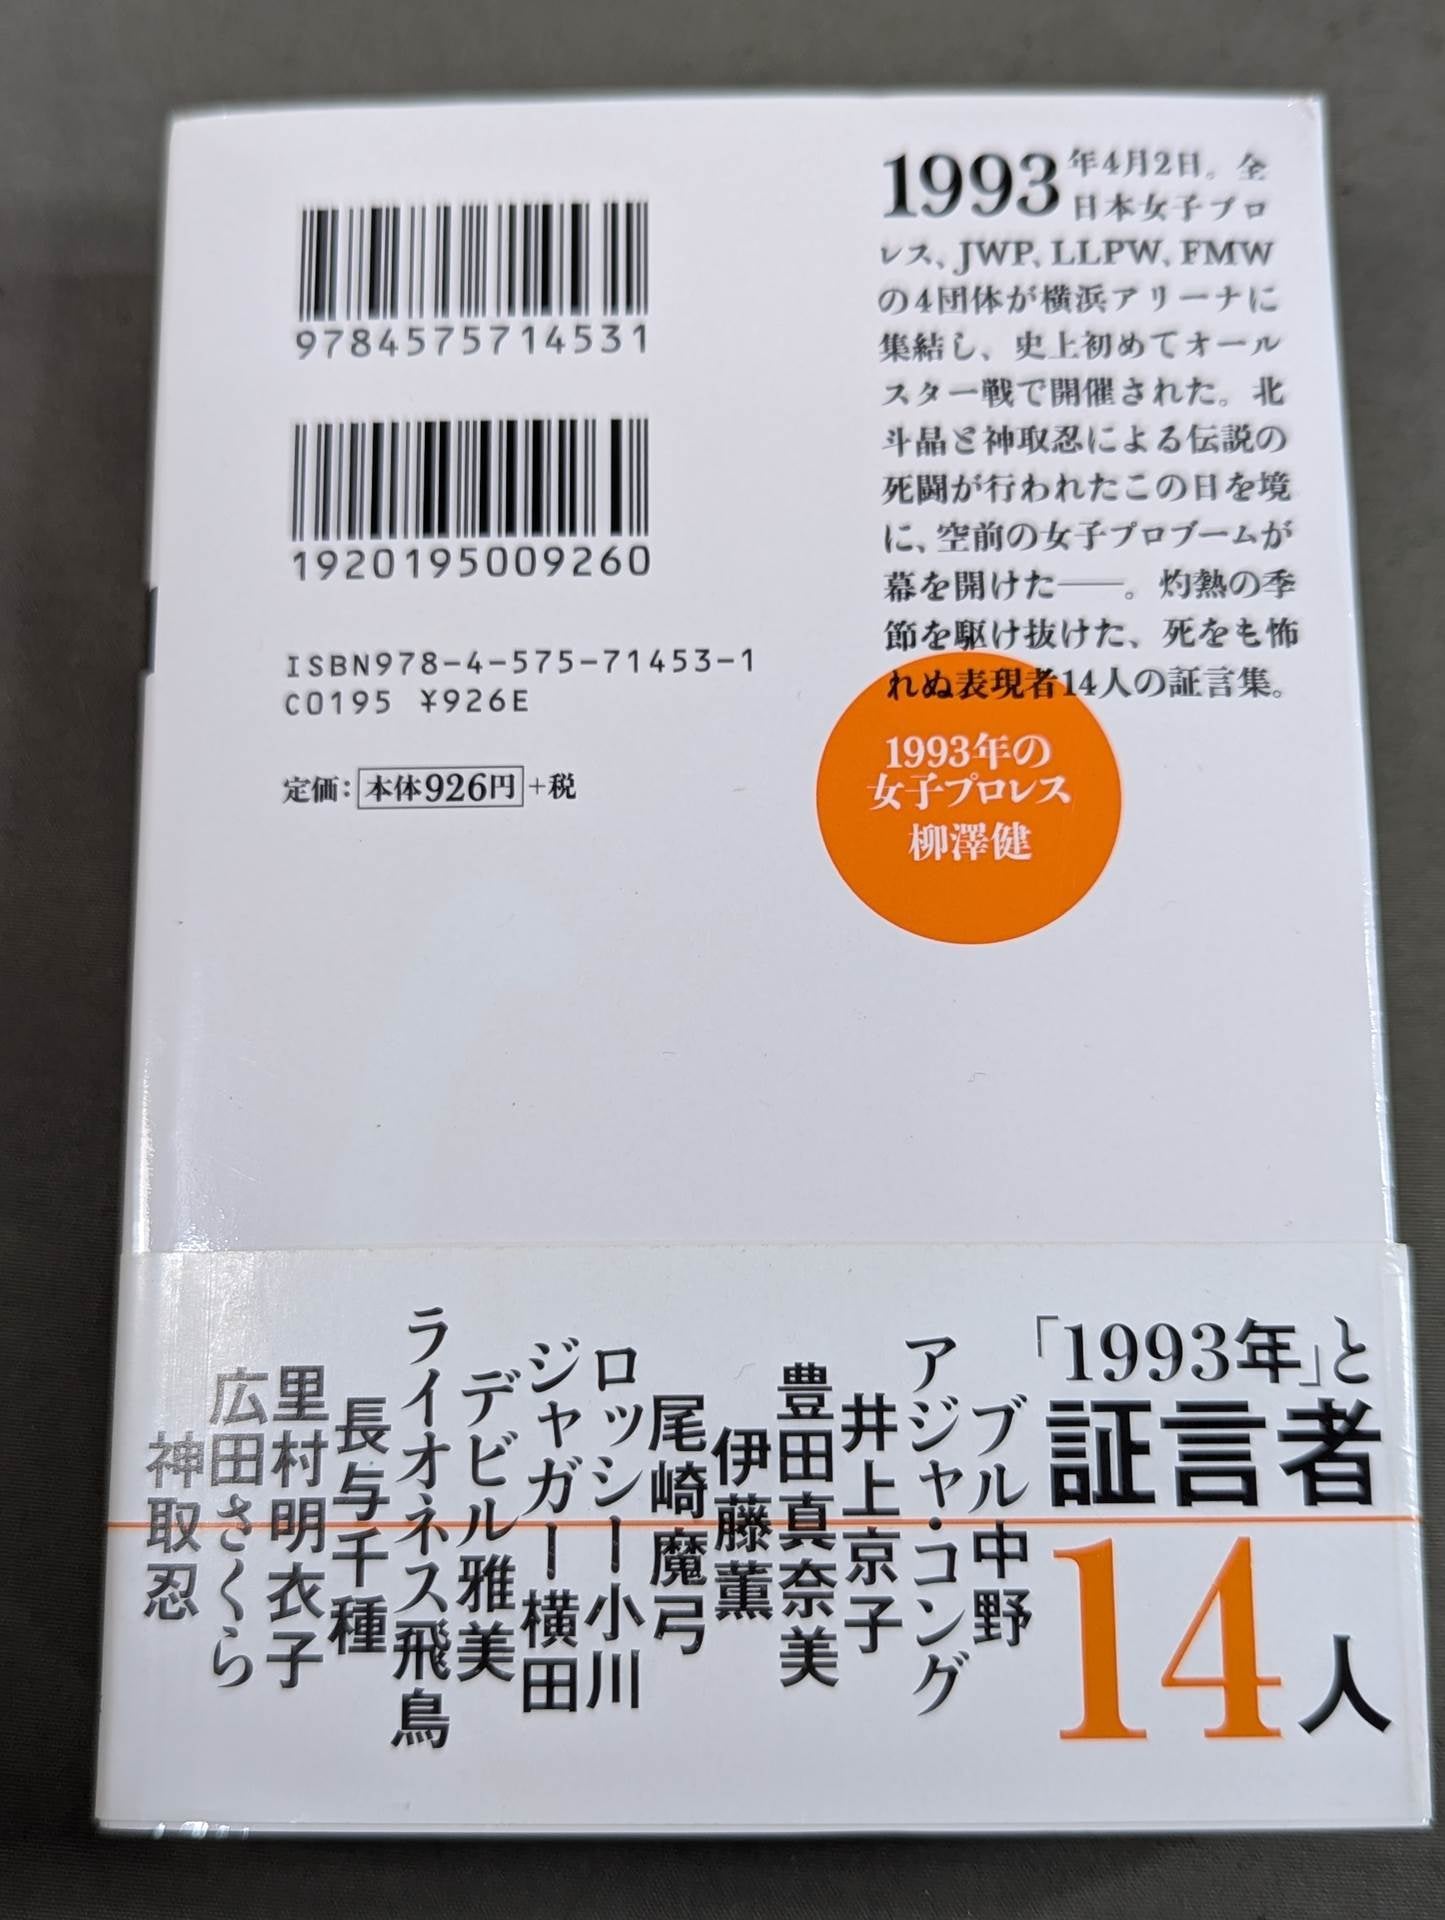 9784575714531
1920195009260
ISBN978-4-575-71453-1
C0195 ¥926E
定価：本体926円＋税
1993年4月2日。全
日本女子プロ
レス、JWP、LLPW、FMW
の4団体が横浜アリーナに
集結し、史上初めてオール
スター戦で開催された。北
斗晶と神取忍による伝説の
死闘が行われたこの日を境
に、空前の女子プロブームが
幕を開けた――。灼熱の季
節を駆け抜けた、死をも怖
れぬ表現者14人の証言集。
1993年の
女子プロレス
柳澤健
「1993年」と
証言者
14人
ブル中野
アジャ・コング
井上京子
豊田真奈美
伊藤薫
尾崎魔弓
ロッシー小川
ジャガー横田
デビル雅美
ライオネス飛鳥
長与千種
里村明衣子
広田さくら
神取忍